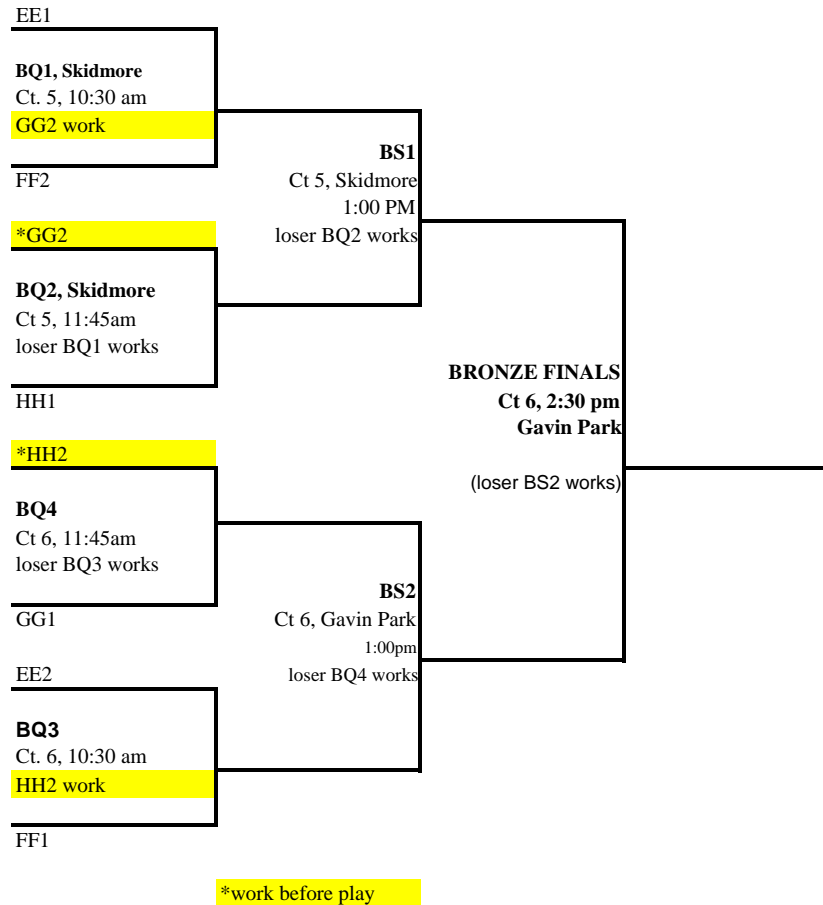 EE1
BQ1, Skidmore
Ct. 5, 10:30 am
GG2 work
FF2
BS1
Ct 5, Skidmore
1:00 PM
loser BQ2 works
*GG2
BQ2, Skidmore
Ct 5, 11:45am
loser BQ1 works
HH1
BRONZE FINALS
Ct 6, 2:30 pm
Gavin Park
(loser BS2 works)
*HH2
BQ4
Ct 6, 11:45am
loser BQ3 works
GG1
BS2
Ct 6, Gavin Park
1:00pm
loser BQ4 works
EE2
BQ3
Ct. 6, 10:30 am
HH2 work
FF1
*work before play